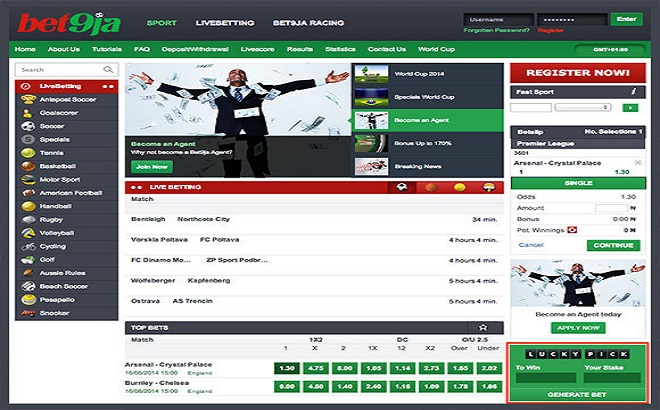 bet9ja SPORT LIVEBETTING BET9JA RACING
Username ········ Enter
Forgotten Password? Register
Home About Us Tutorials FAQ Deposit/Withdrawal Livescore Results Statistics Contact Us World Cup GMT+01:00
Search
LiveBetting
Antepost Soccer
Goalscorer
Soccer
Specials
Tennis
Basketball
Motor Sport
American Football
Handball
Rugby
Volleyball
Cycling
Golf
Aussie Rules
Beach Soccer
Pesapallo
Snooker
Become an Agent
Why not become a Bet9ja Agent?
Join Now
World Cup 2014
Specials World Cup
Become an Agent
Bonus Up to 170%
Breaking News
LIVE BETTING
Match
Bentleigh Northcote City 34 min.
Vorskla Poltava FC Poltava 4 hours 4 min.
FC Dinamo Mo... ZP Sport Podbr... 4 hours 4 min.
Wolfsberger Kapfenberg 5 hours 4 min.
Ostrava AS Trencin 5 hours 4 min.
TOP BETS
Match 1X2 DC O/U 2.5
1 X 2 1X 12 X2 Over Under
Arsenal - Crystal Palace 1.30 4.75 8.00 1.05 1.14 2.73 1.65 2.02
16/08/2014 15:00 England
Burnley - Chelsea 6.00 4.50 1.40 2.40 1.15 1.09 1.78 1.86
16/08/2014 15:00 England
REGISTER NOW!
Fast Sport i
Betslip No. Selections 1
Premier League
3601
Arsenal - Crystal Palace
1 1.30
SINGLE
Odds 1.30
Amount ₦
Bonus 0.00 ₦
Pot. Winnings 0 ₦
Cancel CONTINUE
Become an Agent today
APPLY NOW
LUCKY PICK
To Win Your Stake
GENERATE BET